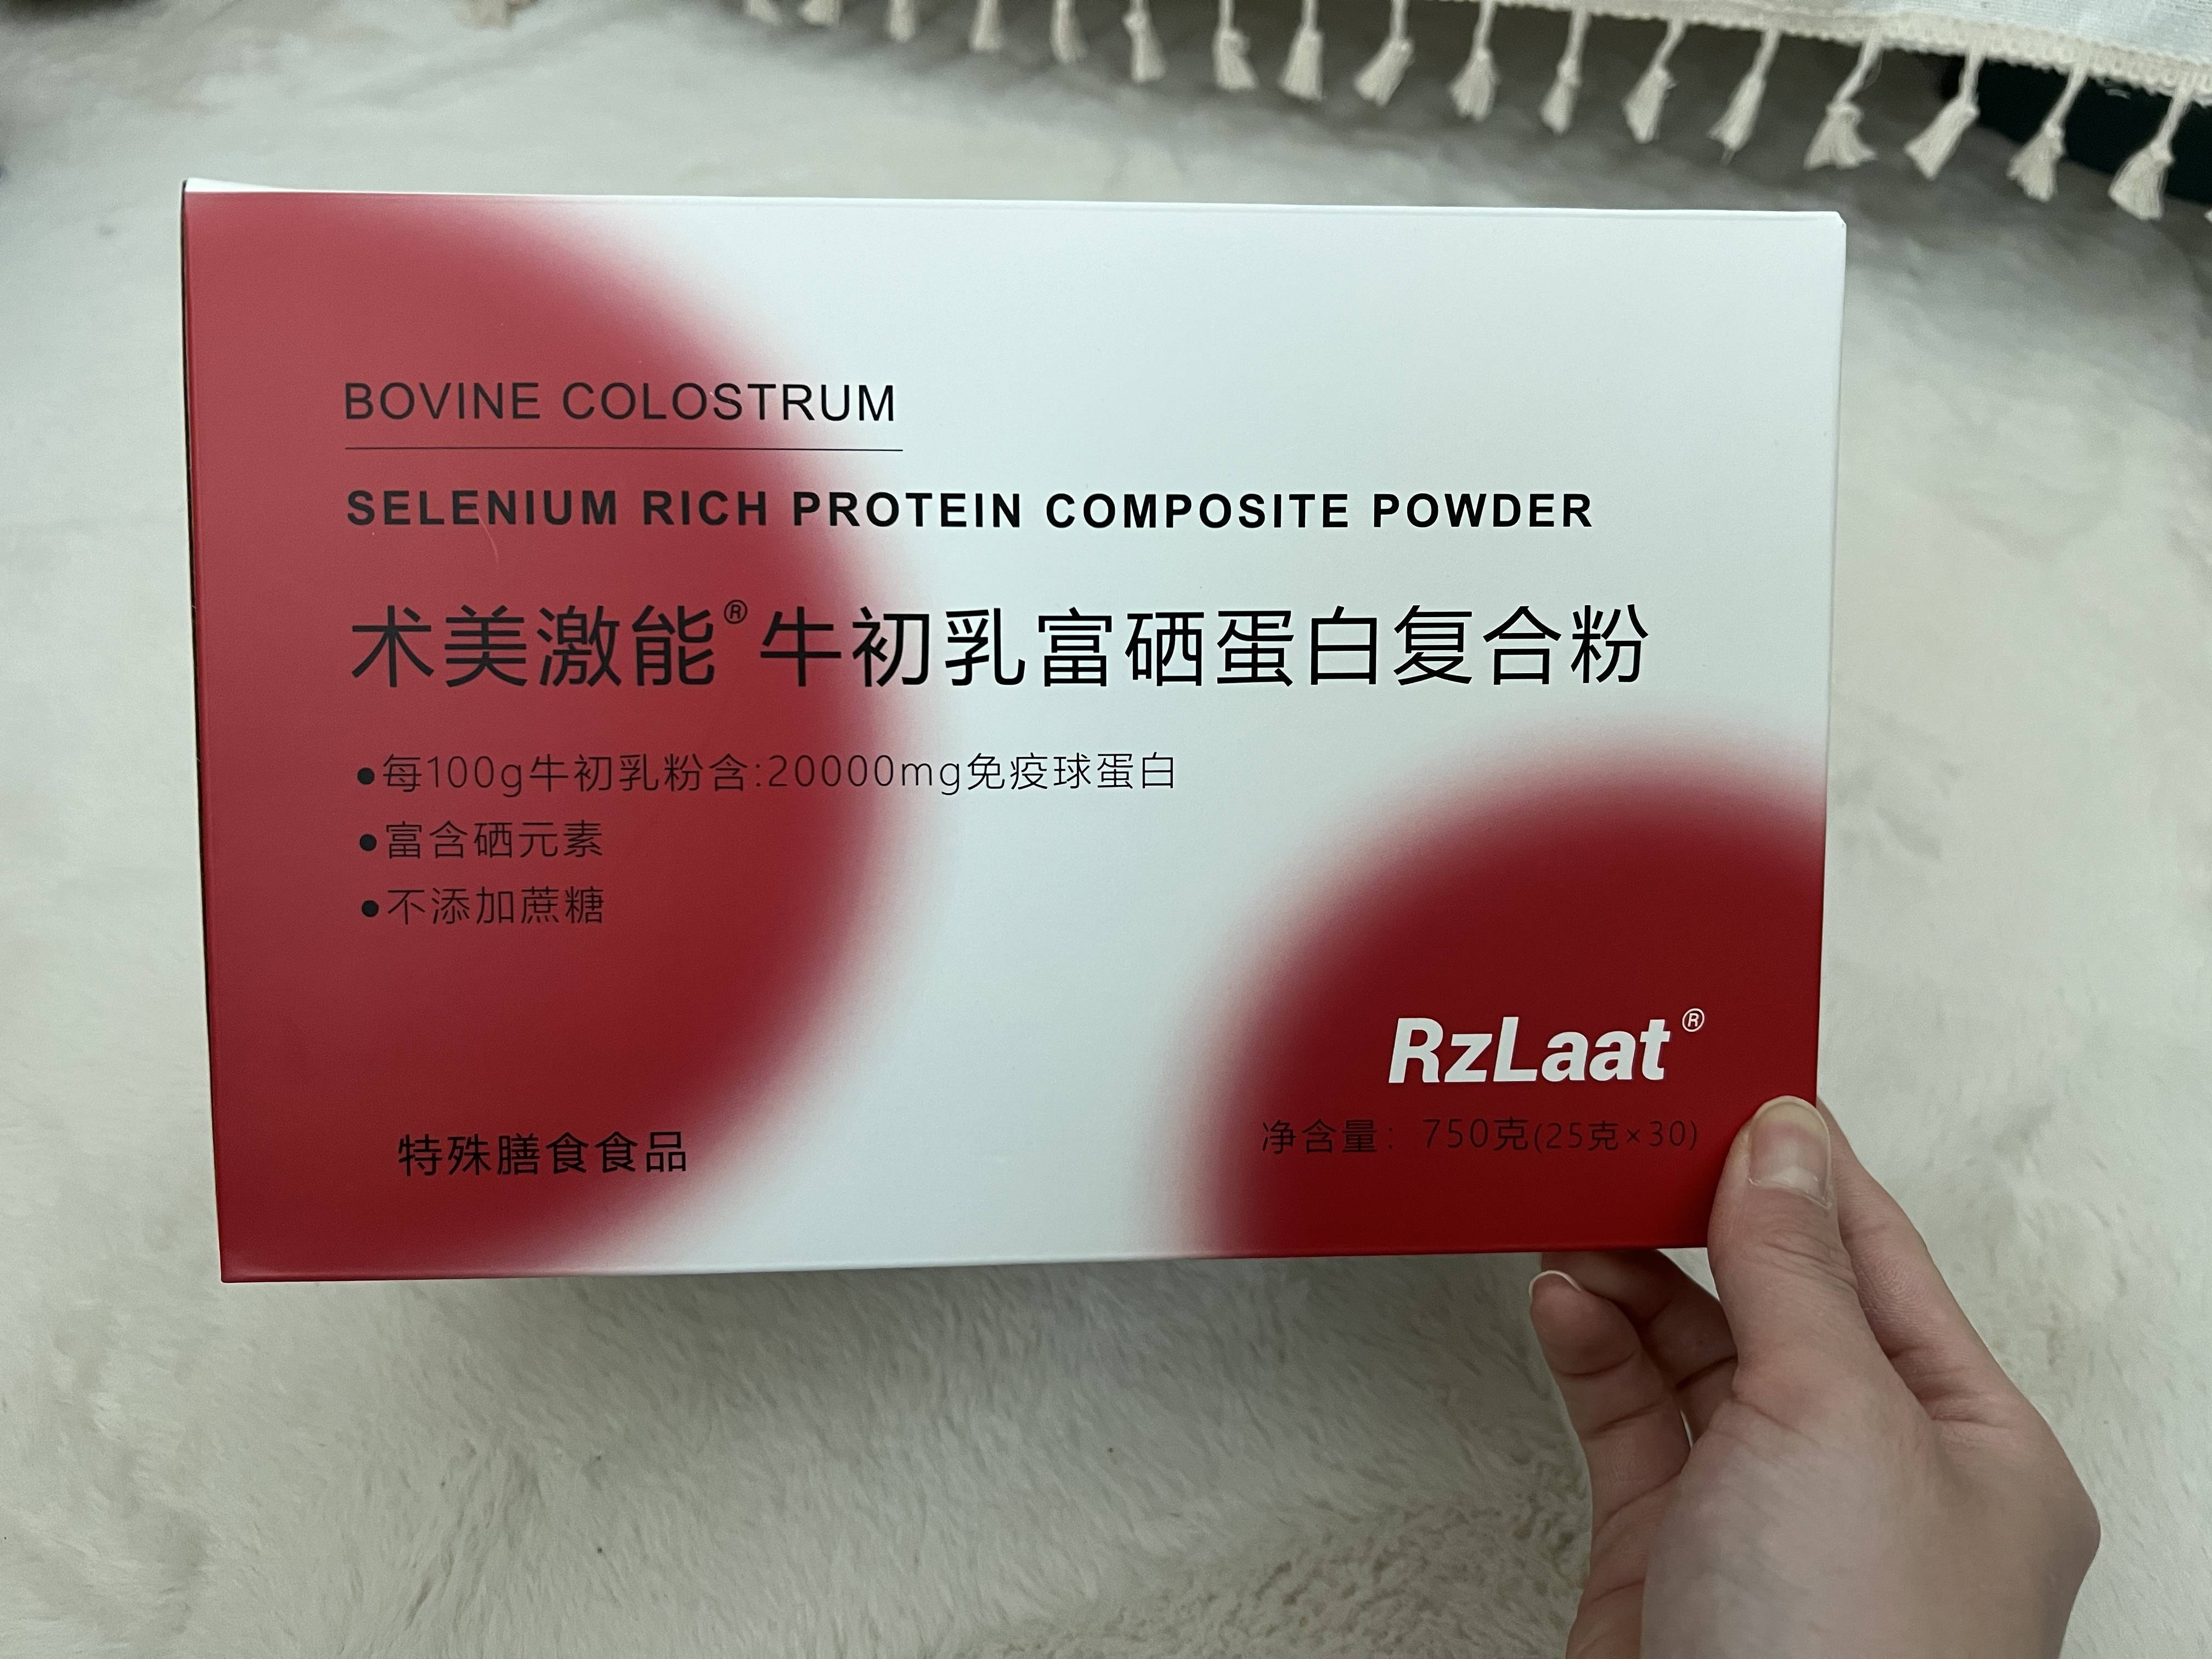 BOVINE COLOSTRUM
SELENIUM RICH PROTEIN COMPOSITE POWDER
术美激能®牛初乳富硒蛋白复合粉
●每100g牛初乳粉含:20000mg免疫球蛋白
●富含硒元素
●不添加蔗糖
RzLaat®
净含量：750克(25克×30)
特殊膳食食品